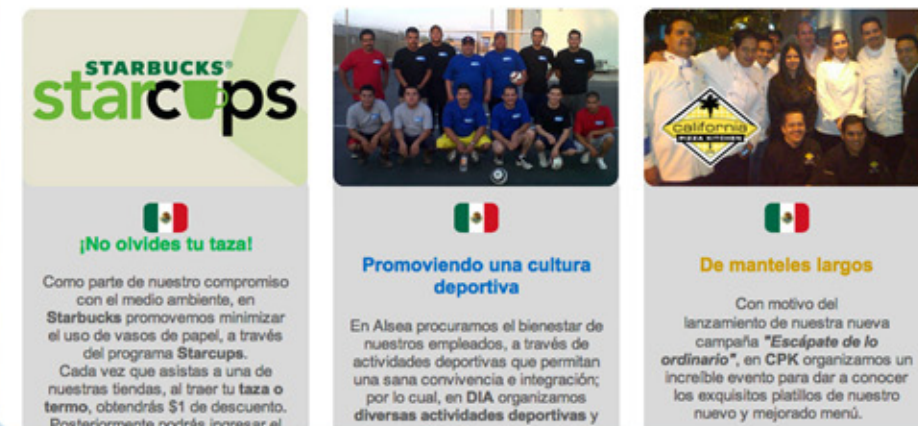 STARBUCKS®
starcups
¡No olvides tu taza!
Como parte de nuestro compromiso
con el medio ambiente, en
Starbucks promovemos minimizar
el uso de vasos de papel, a través
del programa Starcups.
Cada vez que asistas a una de
nuestras tiendas, al traer tu taza o
termo, obtendrás $1 de descuento.
Posteriormente podrás ingresar el
Promoviendo una cultura
deportiva
En Alsea procuramos el bienestar de
nuestros empleados, a través de
actividades deportivas que permitan
una sana convivencia e integración;
por lo cual, en DIA organizamos
diversas actividades deportivas y
california
PIZZA KITCHEN
De manteles largos
Con motivo del
lanzamiento de nuestra nueva
campaña "Escápate de lo
ordinario", en CPK organizamos un
increíble evento para dar a conocer
los exquisitos platillos de nuestro
nuevo y mejorado menú.